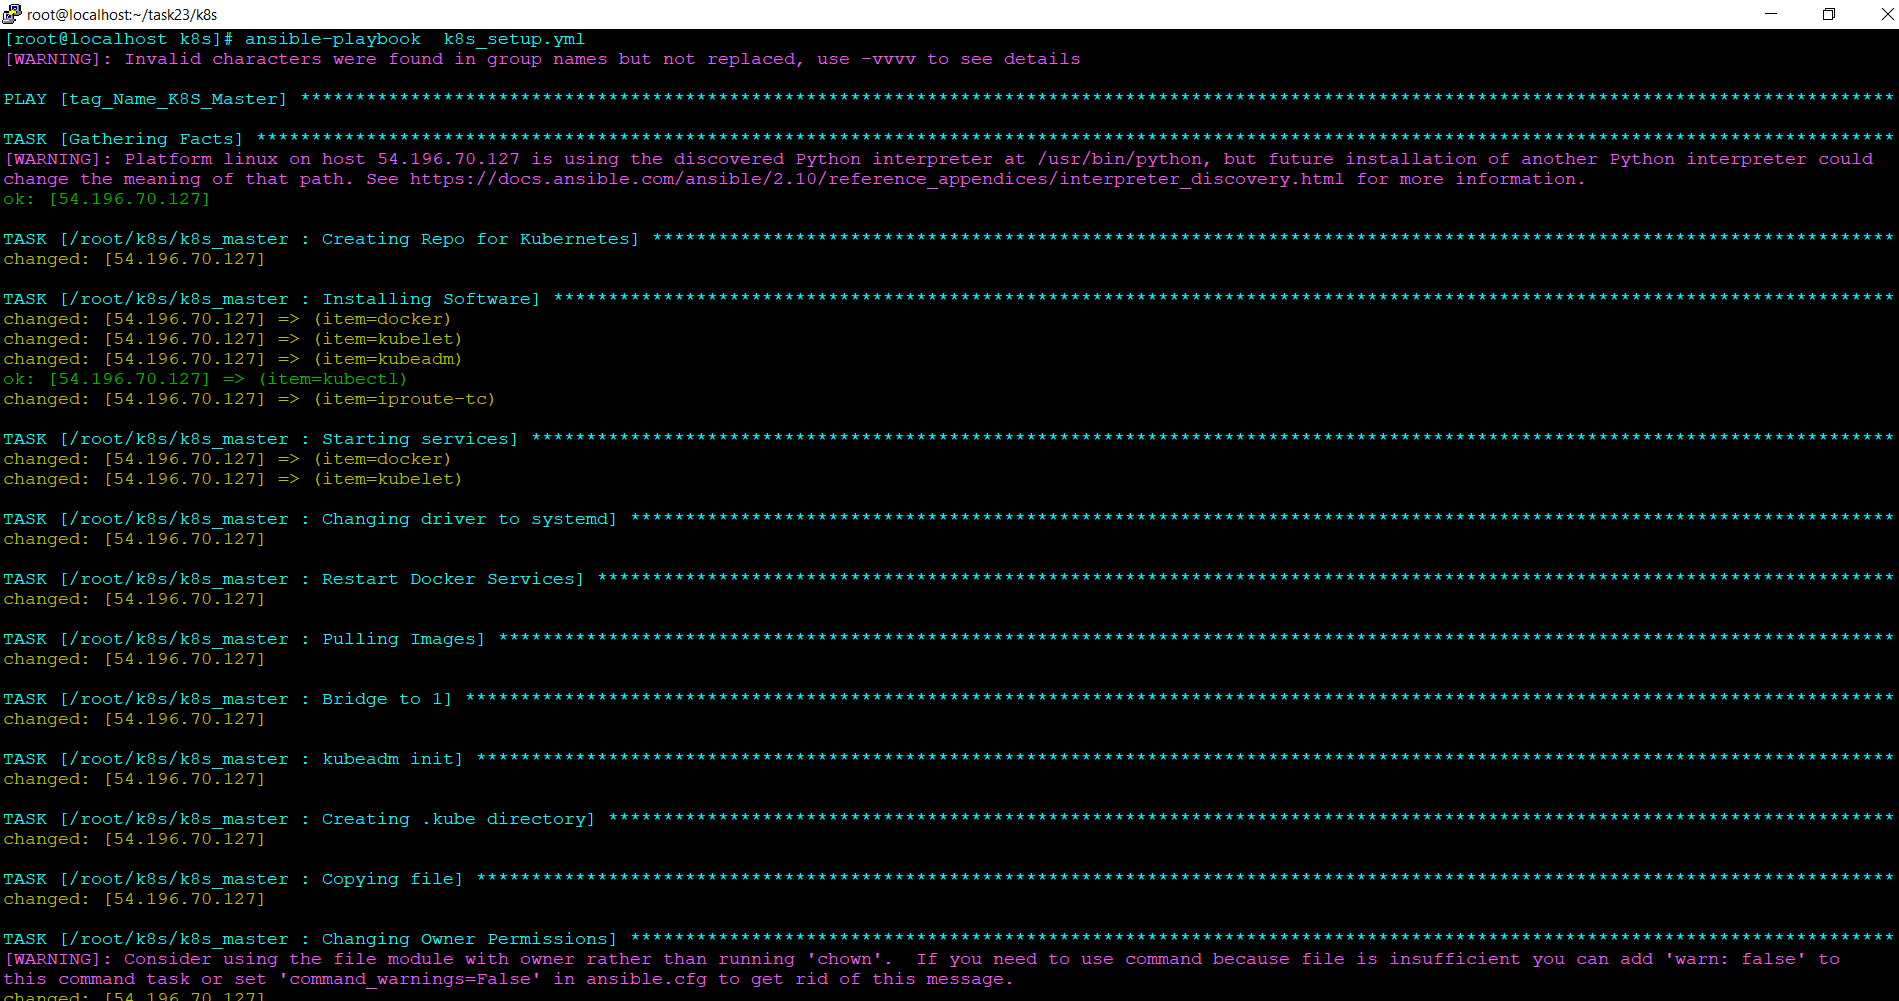 root@localhost:~/task23/k8s
[root@localhost k8s]# ansible-playbook  k8s_setup.yml
[WARNING]: Invalid characters were found in group names but not replaced, use -vvvv to see details
PLAY [tag_Name_K8S_Master] *************************************************************************************************************************************************
TASK [Gathering Facts] *****************************************************************************************************************************************************
[WARNING]: Platform linux on host 54.196.70.127 is using the discovered Python interpreter at /usr/bin/python, but future installation of another Python interpreter could
change the meaning of that path. See https://docs.ansible.com/ansible/2.10/reference_appendices/interpreter_discovery.html for more information.
ok: [54.196.70.127]
TASK [/root/k8s/k8s_master : Creating Repo for Kubernetes] *****************************************************************************************************************
changed: [54.196.70.127]
TASK [/root/k8s/k8s_master : Installing Software] **************************************************************************************************************************
changed: [54.196.70.127] => (item=docker)
changed: [54.196.70.127] => (item=kubelet)
changed: [54.196.70.127] => (item=kubeadm)
ok: [54.196.70.127] => (item=kubectl)
changed: [54.196.70.127] => (item=iproute-tc)
TASK [/root/k8s/k8s_master : Starting services] ****************************************************************************************************************************
changed: [54.196.70.127] => (item=docker)
changed: [54.196.70.127] => (item=kubelet)
TASK [/root/k8s/k8s_master : Changing driver to systemd] *******************************************************************************************************************
changed: [54.196.70.127]
TASK [/root/k8s/k8s_master : Restart Docker Services] **********************************************************************************************************************
changed: [54.196.70.127]
TASK [/root/k8s/k8s_master : Pulling Images] *******************************************************************************************************************************
changed: [54.196.70.127]
TASK [/root/k8s/k8s_master : Bridge to 1] **********************************************************************************************************************************
changed: [54.196.70.127]
TASK [/root/k8s/k8s_master : kubeadm init] *********************************************************************************************************************************
changed: [54.196.70.127]
TASK [/root/k8s/k8s_master : Creating .kube directory] *********************************************************************************************************************
changed: [54.196.70.127]
TASK [/root/k8s/k8s_master : Copying file] *********************************************************************************************************************************
changed: [54.196.70.127]
TASK [/root/k8s/k8s_master : Changing Owner Permissions] *******************************************************************************************************************
[WARNING]: Consider using the file module with owner rather than running 'chown'.  If you need to use command because file is insufficient you can add 'warn: false' to
this command task or set 'command_warnings=False' in ansible.cfg to get rid of this message.
changed: [54.196.70.127]